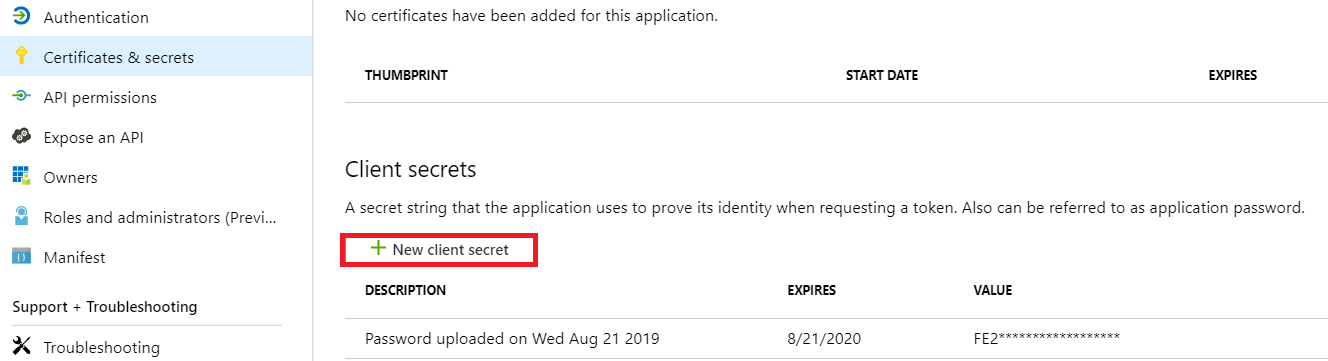 Authentication
Certificates & secrets
API permissions
Expose an API
Owners
Roles and administrators (Previ...
Manifest
Support + Troubleshooting
Troubleshooting
No certificates have been added for this application.
THUMBPRINT START DATE EXPIRES
Client secrets
A secret string that the application uses to prove its identity when requesting a token. Also can be referred to as application password.
+ New client secret
DESCRIPTION EXPIRES VALUE
Password uploaded on Wed Aug 21 2019 8/21/2020 FE2******************